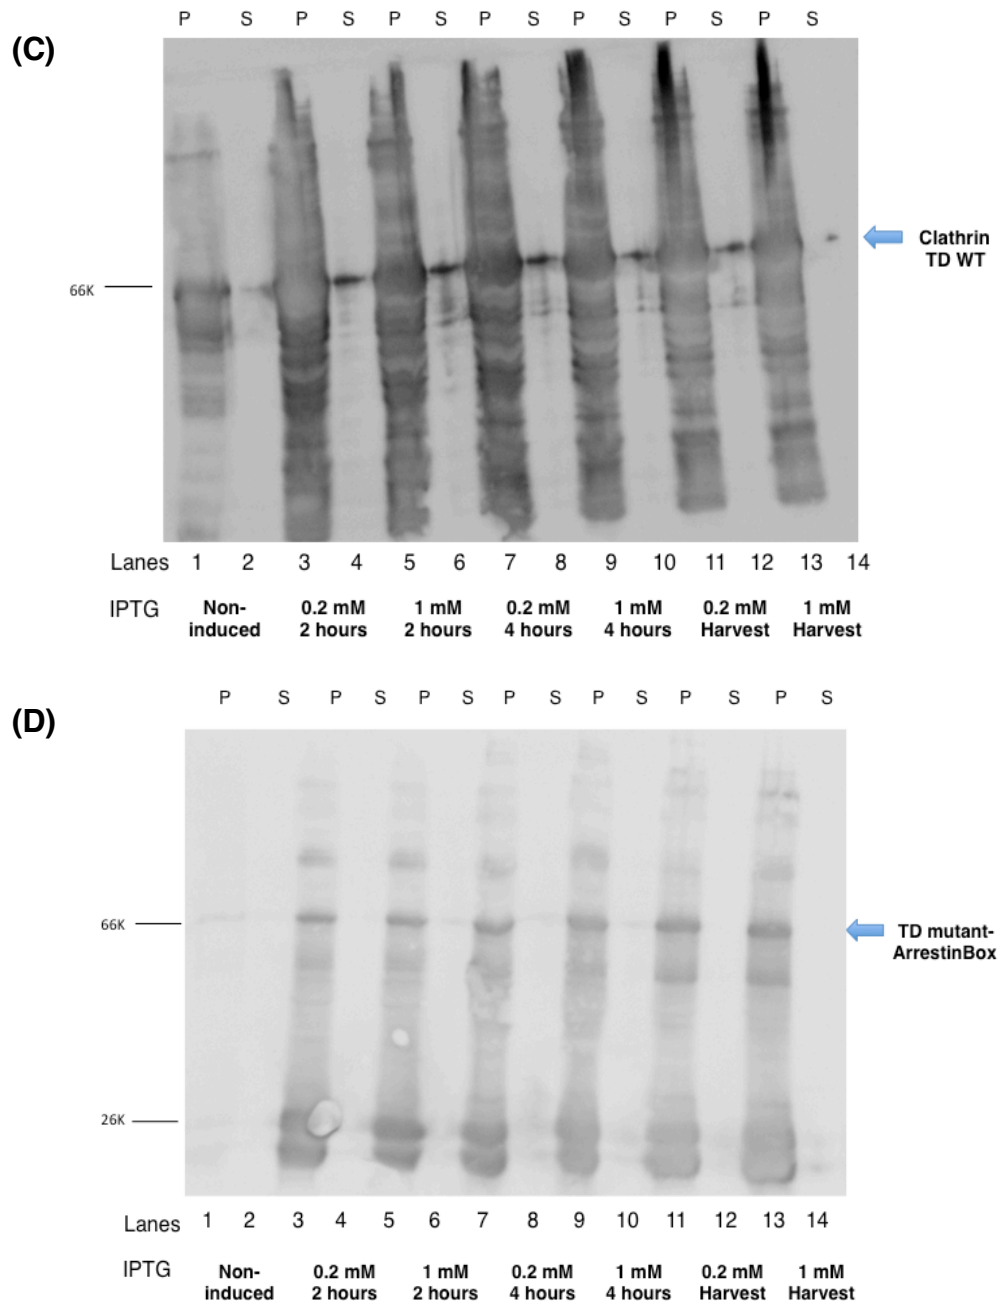 P S P S P S P S P S P S P S
(C)
Clathrin
TD WT
66K
Lanes 1 2 3 4 5 6 7 8 9 10 11 12 13 14
IPTG Non- 0.2 mM 1 mM 0.2 mM 1 mM 0.2 mM 1 mM
induced 2 hours 2 hours 4 hours 4 hours Harvest Harvest
P S P S P S P S P S P S P S
(D)
66K
TD mutant-
ArrestinBox
26K
Lanes 1 2 3 4 5 6 7 8 9 10 11 12 13 14
IPTG Non- 0.2 mM 1 mM 0.2 mM 1 mM 0.2 mM 1 mM
induced 2 hours 2 hours 4 hours 4 hours Harvest Harvest